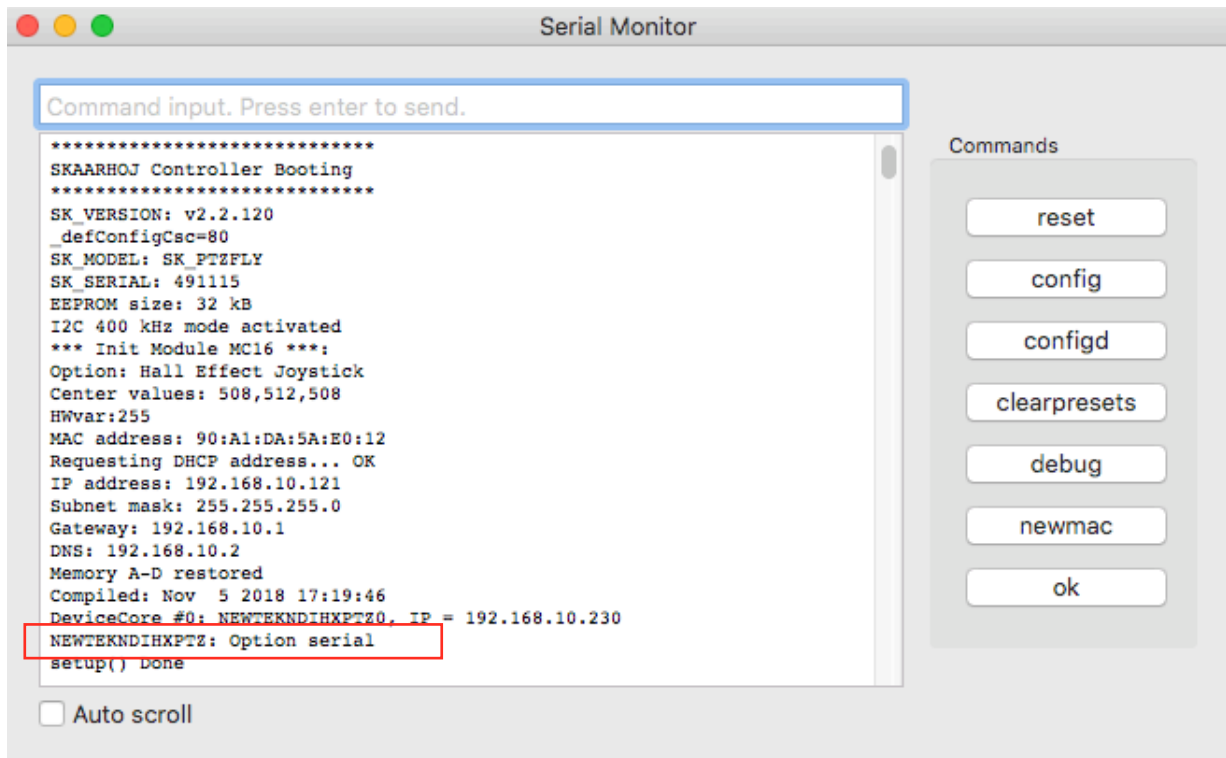 Serial Monitor
Command input. Press enter to send.
*****************************
SKAARHOJ Controller Booting
*****************************
SK_VERSION: v2.2.120
_defConfigCsc=80
SK_MODEL: SK_PTZFLY
SK_SERIAL: 491115
EEPROM size: 32 kB
I2C 400 kHz mode activated
*** Init Module MC16 ***:
Option: Hall Effect Joystick
Center values: 508,512,508
HWvar:255
MAC address: 90:A1:DA:5A:E0:12
Requesting DHCP address... OK
IP address: 192.168.10.121
Subnet mask: 255.255.255.0
Gateway: 192.168.10.1
DNS: 192.168.10.2
Memory A-D restored
Compiled: Nov  5 2018 17:19:46
DeviceCore #0: NEWTEKNDIHXPTZ0, IP = 192.168.10.230
NEWTEKNDIHXPTZ: Option serial
setup() Done
Auto scroll
Commands
reset
config
configd
clearpresets
debug
newmac
ok